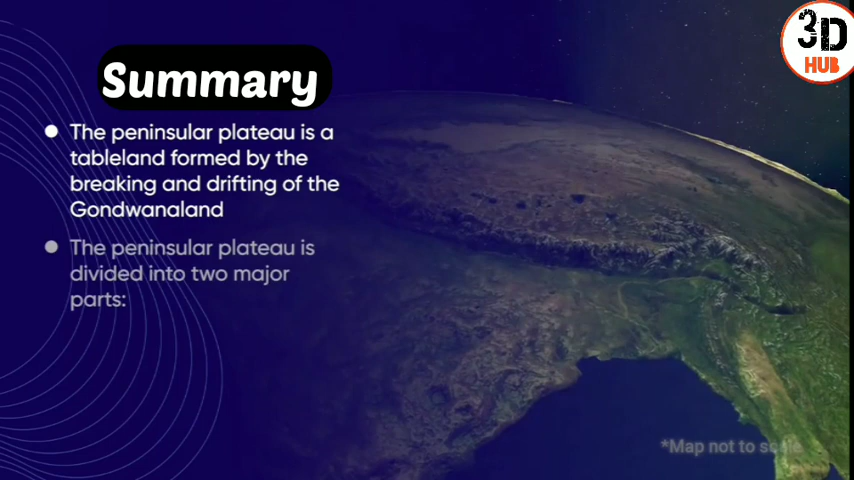 3D
HUB
Summary
The peninsular plateau is a
tableland formed by the
breaking and drifting of the
Gondwanaland
The peninsular plateau is
divided into two major
parts:
*Map not to scale